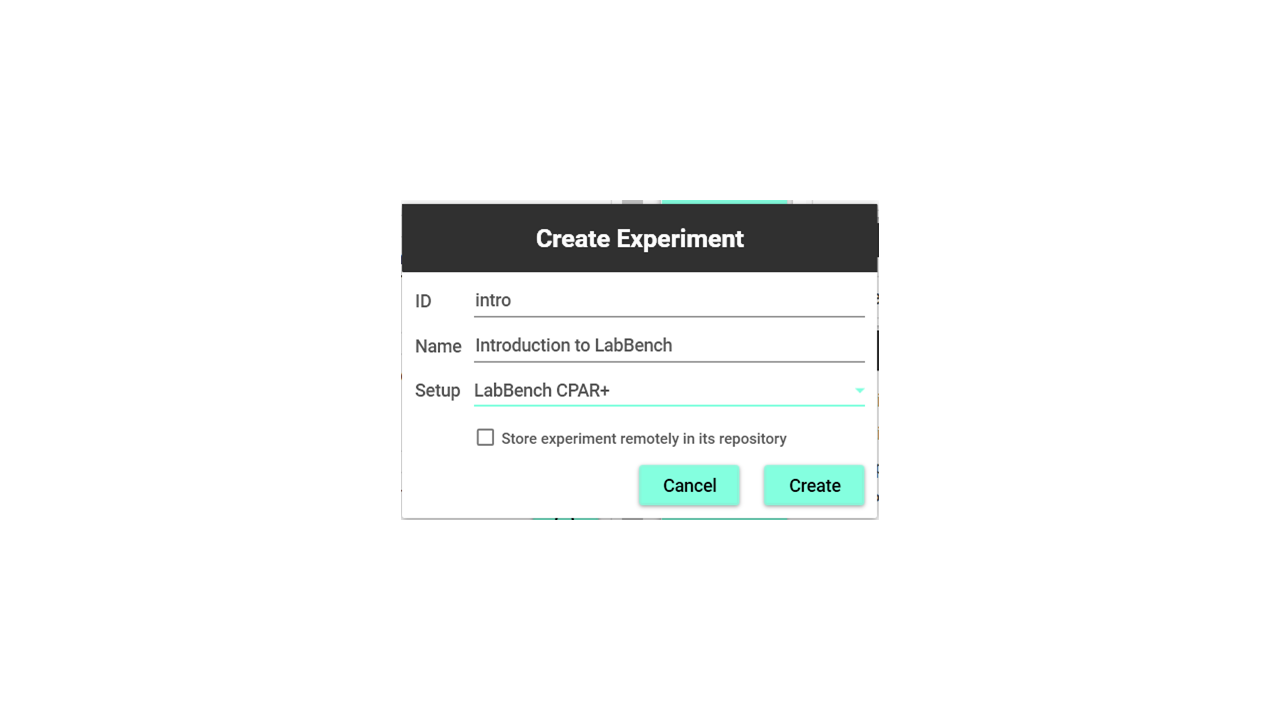 Create Experiment
ID intro
Name Introduction to LabBench
Setup LabBench CPAR+
Store experiment remotely in its repository
Cancel Create